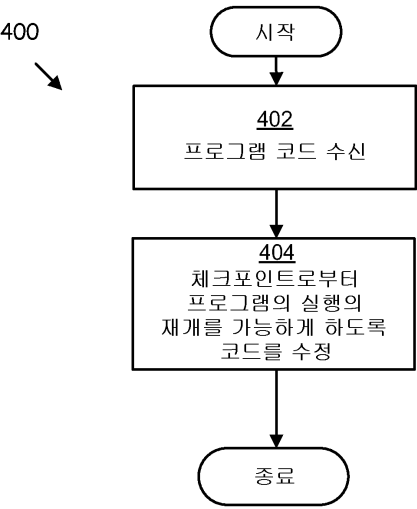 400
시작
402
프로그램 코드 수신
404
체크포인트로부터
프로그램의 실행의
재개를 가능하게 하도록
코드를 수정
종료